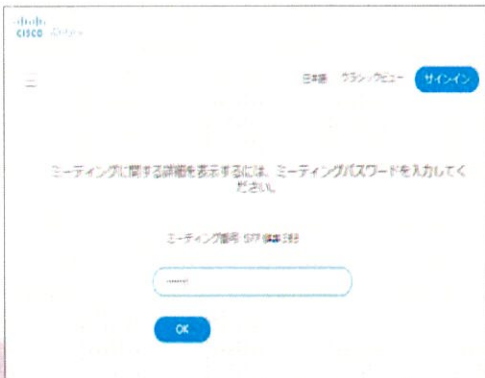 CISCO
日本語 クラシックビュー サインイン
ミーティングに関する詳細を表示するには、ミーティングパスワードを入力してく
ださい。
ミーティング番号
OK